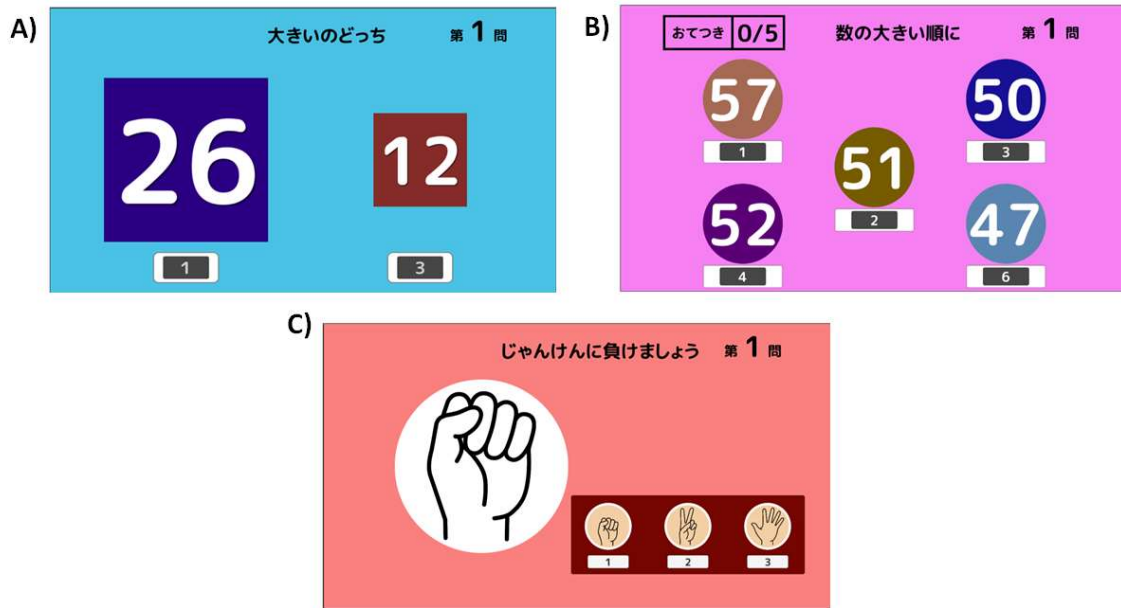 A)
大きいのどっち 第1問
26 12
1 3
B)
おてつき 0/5 数の大きい順に 第1問
57 50
1 3
51
2
52 47
4 6
C)
じゃんけんに負けましょう 第1問
1 2 3